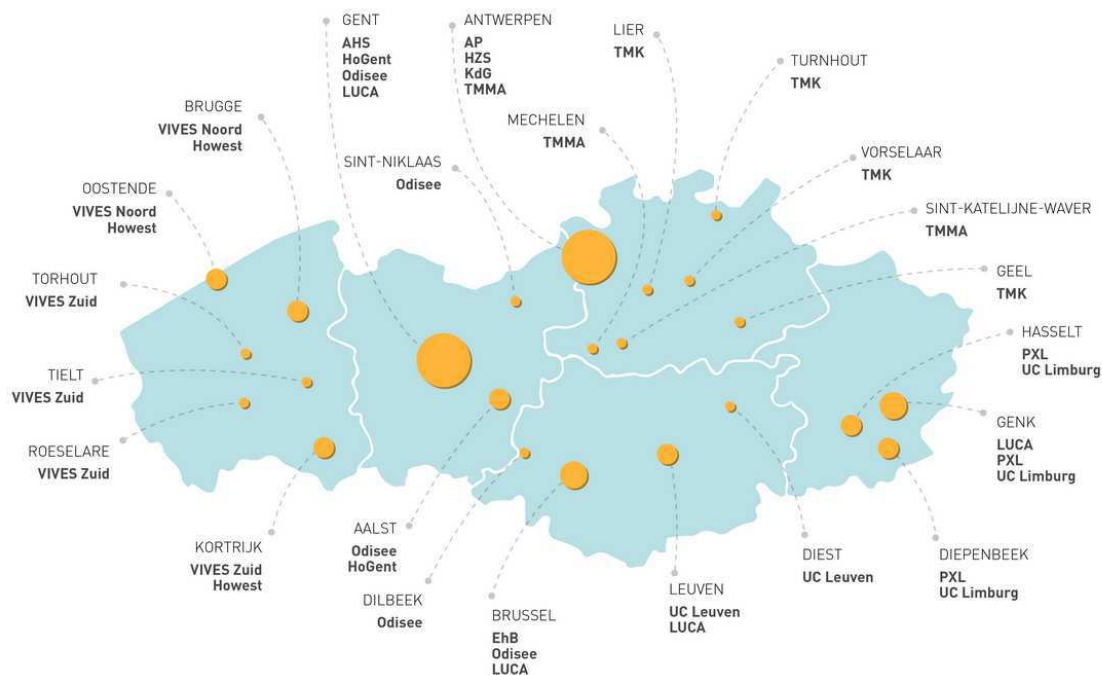 GENT
AHS
HoGent
Odisee
LUCA
ANTWERPEN
AP
HZS
KdG
TMMA
LIER
TMK
TURNHOUT
TMK
BRUGGE
VIVES Noord
Howest
MECHELEN
TMMA
SINT-NIKLAAS
Odisee
VORSELAAR
TMK
OOSTENDE
VIVES Noord
Howest
SINT-KATELIJNE-WAVER
TMMA
TORHOUT
VIVES Zuid
GEEL
TMK
HASSELT
PXL
UC Limburg
TIELT
VIVES Zuid
GENK
LUCA
PXL
UC Limburg
ROESELARE
VIVES Zuid
KORTRIJK
VIVES Zuid
Howest
AALST
Odisee
HoGent
DIEST
UC Leuven
DIEPENBEEK
PXL
UC Limburg
DILBEEK
Odisee
BRUSSEL
EhB
Odisee
LUCA
LEUVEN
UC Leuven
LUCA